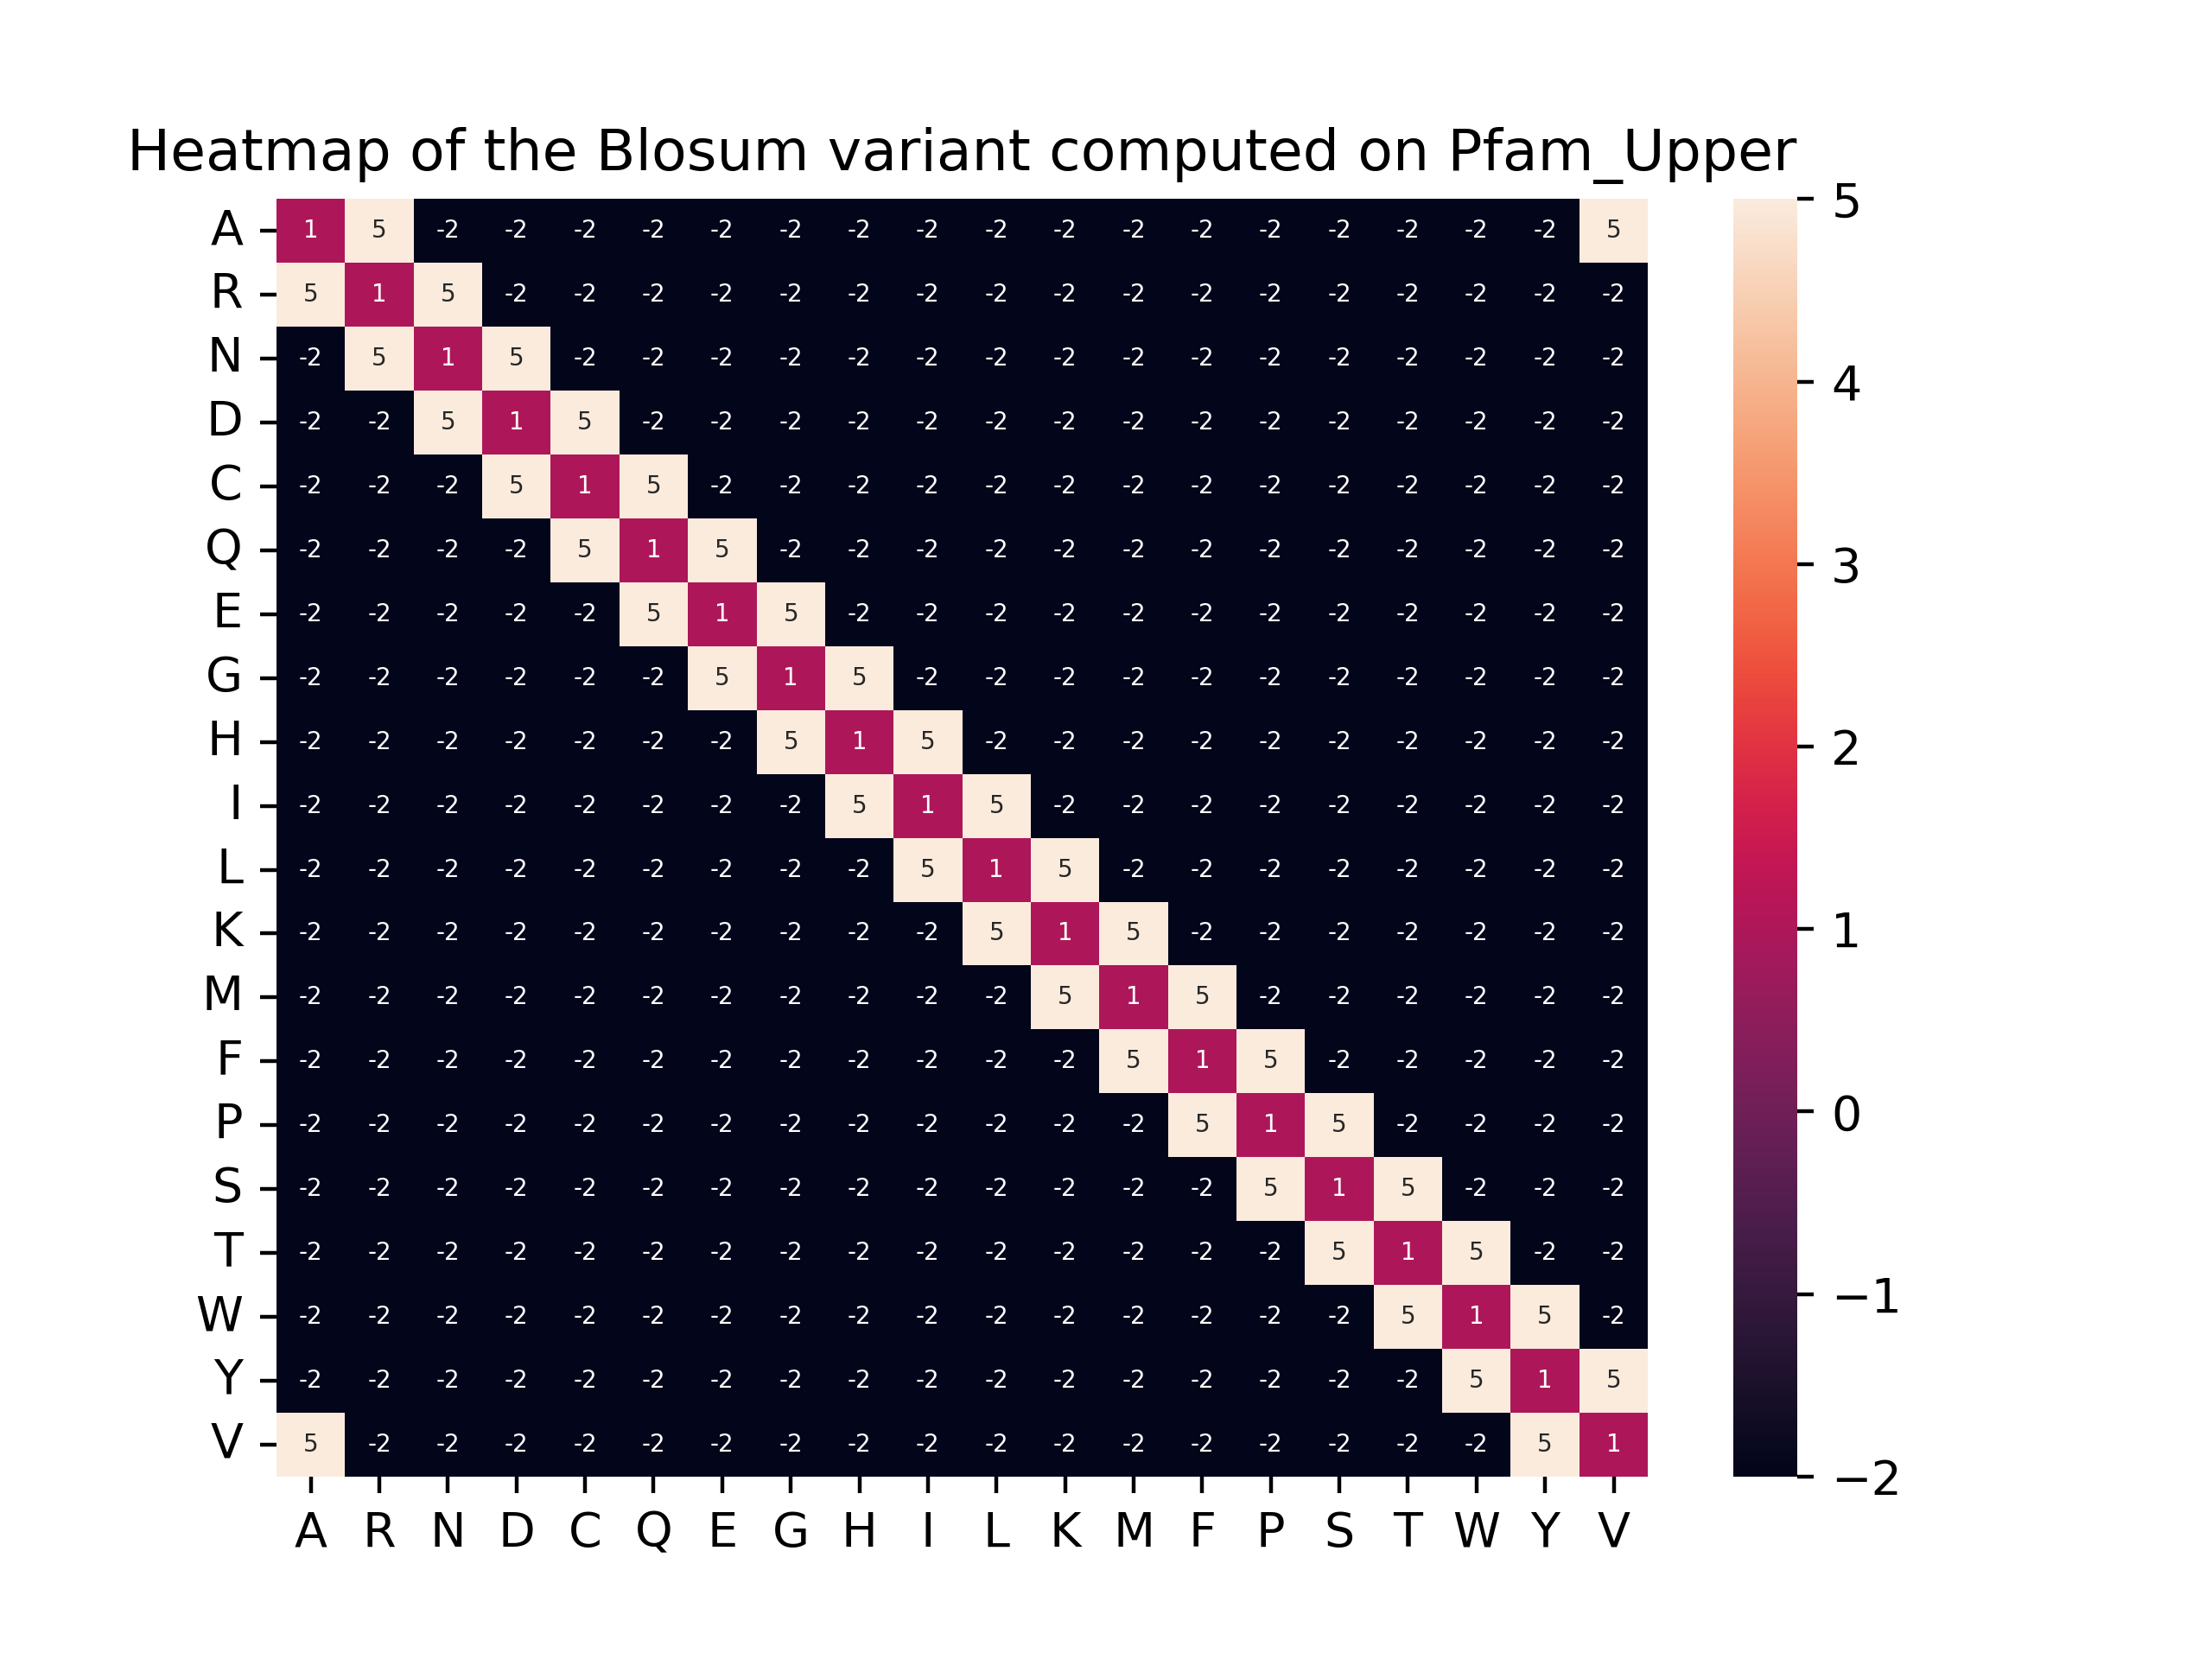 Heatmap of the Blosum variant computed on Pfam_Upper
A 1 5 -2 -2 -2 -2 -2 -2 -2 -2 -2 -2 -2 -2 -2 -2 -2 -2 -2 5
R 5 1 5 -2 -2 -2 -2 -2 -2 -2 -2 -2 -2 -2 -2 -2 -2 -2 -2 -2
N -2 5 1 5 -2 -2 -2 -2 -2 -2 -2 -2 -2 -2 -2 -2 -2 -2 -2 -2
D -2 -2 5 1 5 -2 -2 -2 -2 -2 -2 -2 -2 -2 -2 -2 -2 -2 -2 -2
C -2 -2 -2 5 1 5 -2 -2 -2 -2 -2 -2 -2 -2 -2 -2 -2 -2 -2 -2
Q -2 -2 -2 -2 5 1 5 -2 -2 -2 -2 -2 -2 -2 -2 -2 -2 -2 -2 -2
E -2 -2 -2 -2 -2 5 1 5 -2 -2 -2 -2 -2 -2 -2 -2 -2 -2 -2 -2
G -2 -2 -2 -2 -2 -2 5 1 5 -2 -2 -2 -2 -2 -2 -2 -2 -2 -2 -2
H -2 -2 -2 -2 -2 -2 -2 5 1 5 -2 -2 -2 -2 -2 -2 -2 -2 -2 -2
I -2 -2 -2 -2 -2 -2 -2 -2 5 1 5 -2 -2 -2 -2 -2 -2 -2 -2 -2
L -2 -2 -2 -2 -2 -2 -2 -2 -2 5 1 5 -2 -2 -2 -2 -2 -2 -2 -2
K -2 -2 -2 -2 -2 -2 -2 -2 -2 -2 5 1 5 -2 -2 -2 -2 -2 -2 -2
M -2 -2 -2 -2 -2 -2 -2 -2 -2 -2 -2 5 1 5 -2 -2 -2 -2 -2 -2
F -2 -2 -2 -2 -2 -2 -2 -2 -2 -2 -2 -2 5 1 5 -2 -2 -2 -2 -2
P -2 -2 -2 -2 -2 -2 -2 -2 -2 -2 -2 -2 -2 5 1 5 -2 -2 -2 -2
S -2 -2 -2 -2 -2 -2 -2 -2 -2 -2 -2 -2 -2 -2 5 1 5 -2 -2 -2
T -2 -2 -2 -2 -2 -2 -2 -2 -2 -2 -2 -2 -2 -2 -2 5 1 5 -2 -2
W -2 -2 -2 -2 -2 -2 -2 -2 -2 -2 -2 -2 -2 -2 -2 -2 5 1 5 -2
Y -2 -2 -2 -2 -2 -2 -2 -2 -2 -2 -2 -2 -2 -2 -2 -2 -2 5 1 5
V 5 -2 -2 -2 -2 -2 -2 -2 -2 -2 -2 -2 -2 -2 -2 -2 -2 -2 5 1
A R N D C Q E G H I L K M F P S T W Y V
5
4
3
2
1
0
−1
−2